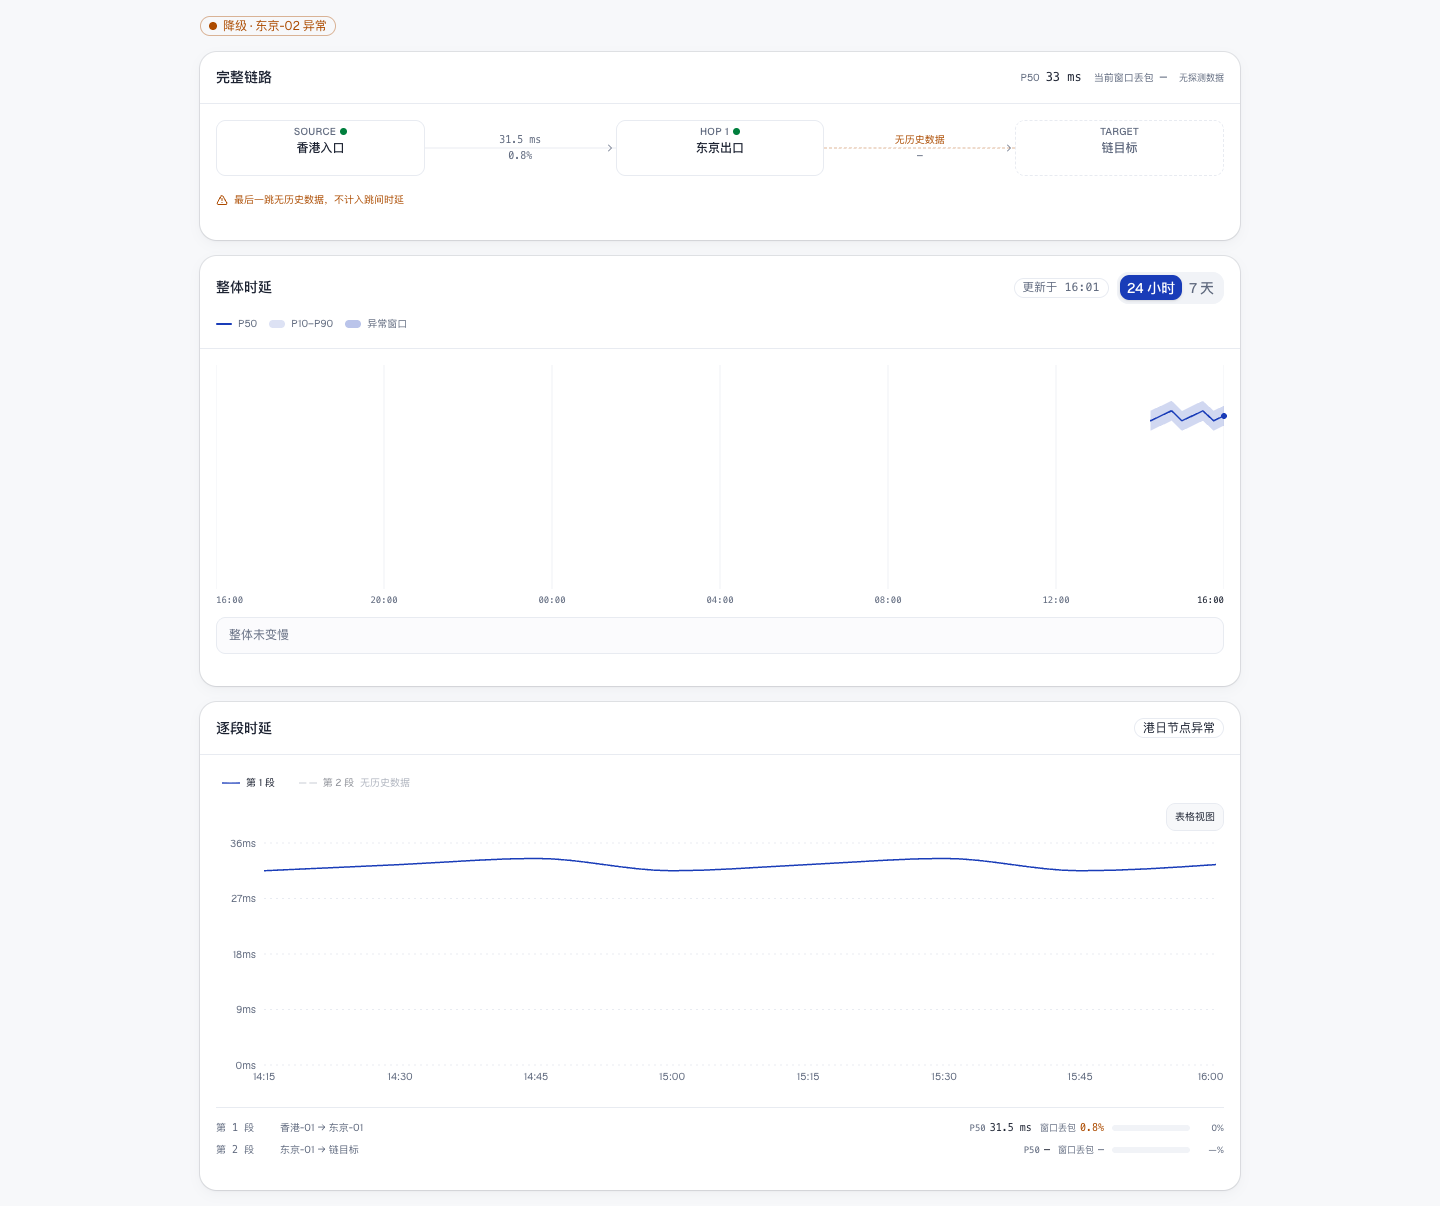 降级 · 东京-02 异常
完整链路
P50 33 ms 当前窗口丢包 — 无探测数据
SOURCE
香港入口
31.5 ms
0.8%
HOP 1
东京出口
无历史数据
—
TARGET
链目标
最后一跳无历史数据，不计入跳间时延
整体时延
更新于 16:01
24 小时
7 天
P50 P10–P90 异常窗口
16:00 20:00 00:00 04:00 08:00 12:00 16:00
整体未变慢
逐段时延
港日节点异常
第 1 段 第 2 段 无历史数据
表格视图
36ms
27ms
18ms
9ms
0ms
14:15 14:30 14:45 15:00 15:15 15:30 15:45 16:00
第 1 段 香港-01 → 东京-01 P50 31.5 ms 窗口丢包 0.8% 0%
第 2 段 东京-01 → 链目标 P50 — 窗口丢包 — —%